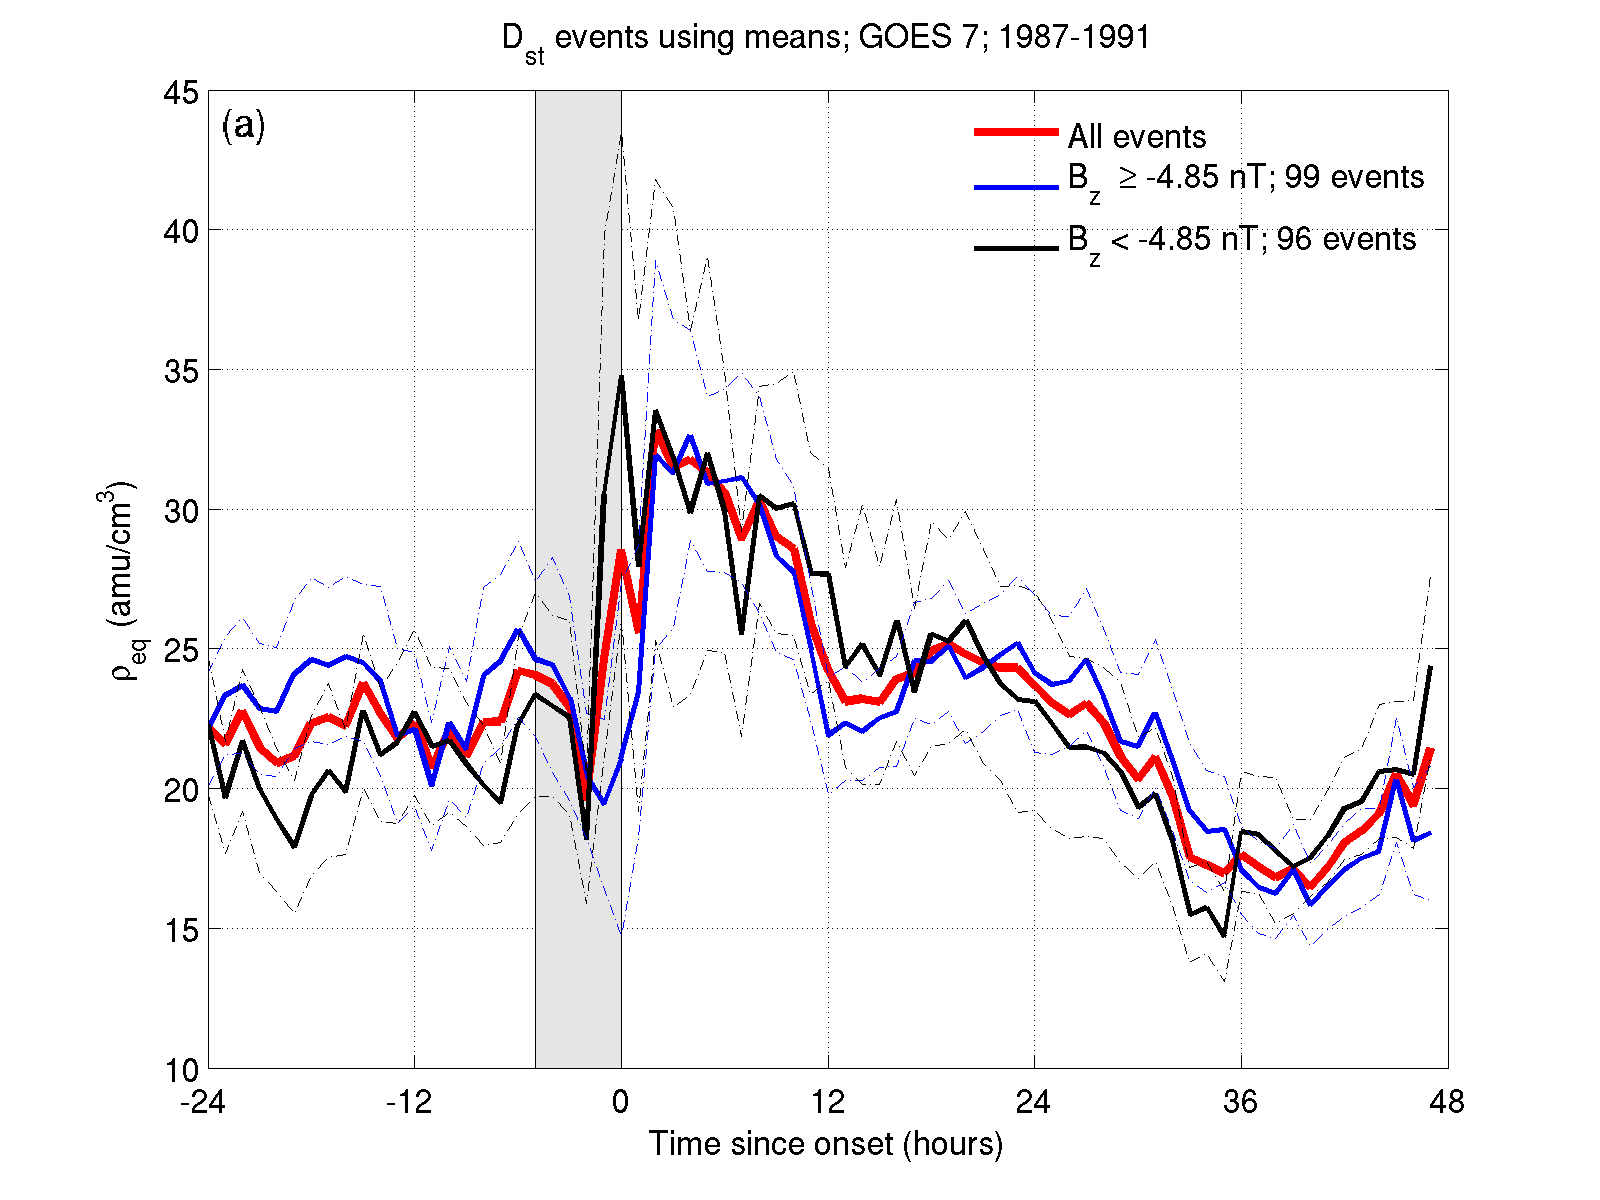 D_st events using means; GOES 7; 1987-1991
(a)
All events
B_z ≥ -4.85 nT; 99 events
B_z < -4.85 nT; 96 events
45
40
35
30
25
20
15
10
ρ_eq (amu/cm³)
-24 -12 0 12 24 36 48
Time since onset (hours)